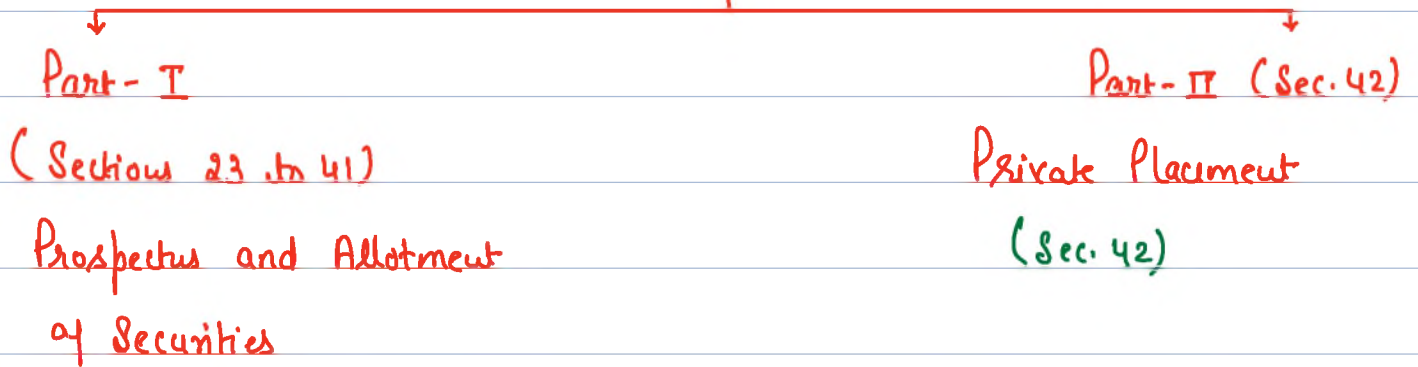 Part - I
Part - II (Sec. 42)
(Sections 23 to 41)
Private Placement
Prospectus and Allotment
(Sec. 42)
of Securities